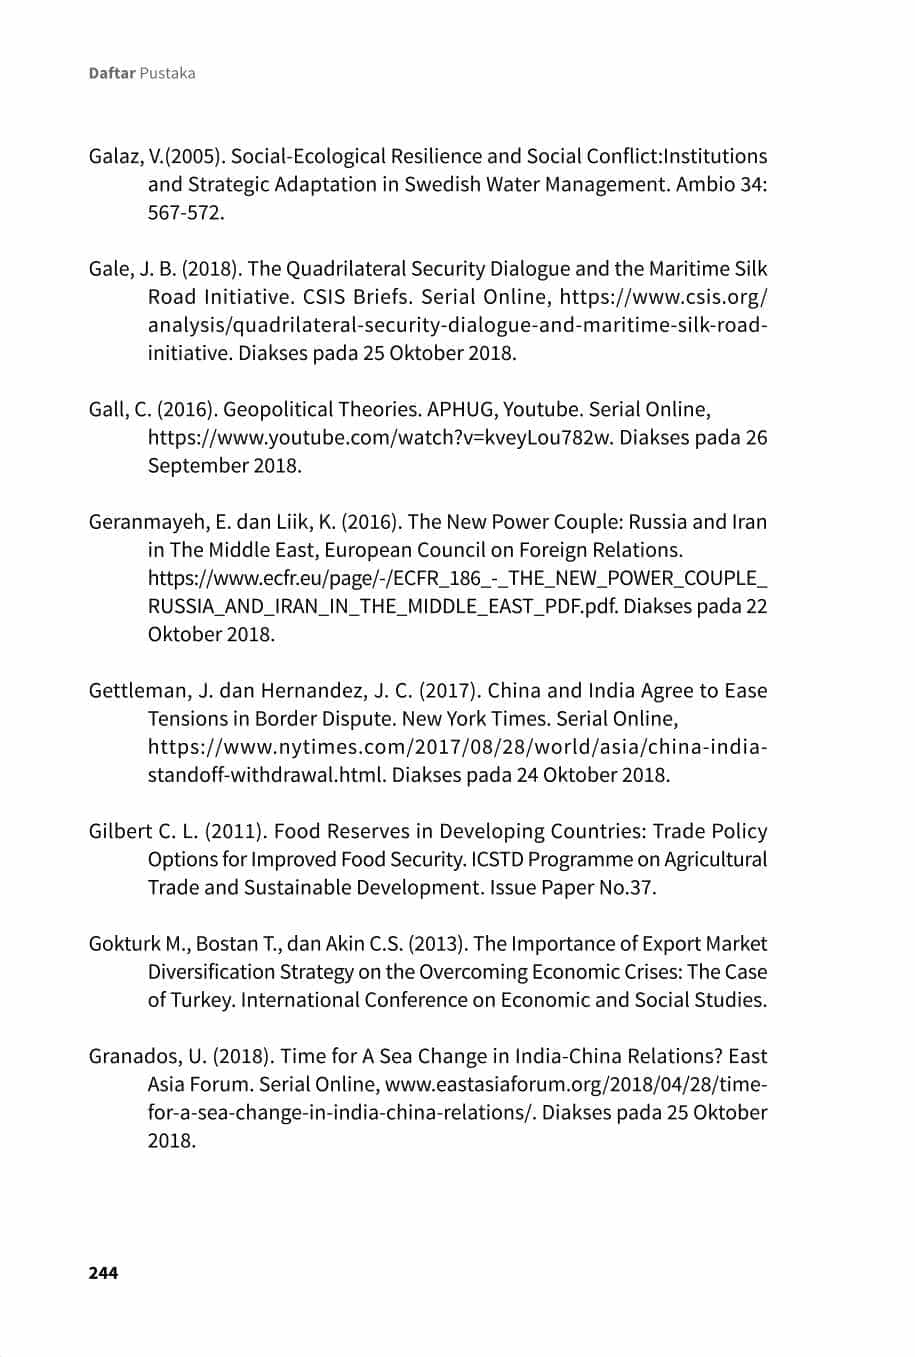 Daftar Pustaka
Galaz, V.(2005). Social-Ecological Resilience and Social Conflict:Institutions
and Strategic Adaptation in Swedish Water Management. Ambio 34:
567-572.
Gale, J. B. (2018). The Quadrilateral Security Dialogue and the Maritime Silk
Road Initiative. CSIS Briefs. Serial Online, https://www.csis.org/
analysis/quadrilateral-security-dialogue-and-maritime-silk-road-
initiative. Diakses pada 25 Oktober 2018.
Gall, C. (2016). Geopolitical Theories. APHUG, Youtube. Serial Online,
https://www.youtube.com/watch?v=kveyLou782w. Diakses pada 26
September 2018.
Geranmayeh, E. dan Liik, K. (2016). The New Power Couple: Russia and Iran
in The Middle East, European Council on Foreign Relations.
https://www.ecfr.eu/page/-/ECFR_186_-_THE_NEW_POWER_COUPLE_
RUSSIA_AND_IRAN_IN_THE_MIDDLE_EAST_PDF.pdf. Diakses pada 22
Oktober 2018.
Gettleman, J. dan Hernandez, J. C. (2017). China and India Agree to Ease
Tensions in Border Dispute. New York Times. Serial Online,
https://www.nytimes.com/2017/08/28/world/asia/china-india-
standoff-withdrawal.html. Diakses pada 24 Oktober 2018.
Gilbert C. L. (2011). Food Reserves in Developing Countries: Trade Policy
Options for Improved Food Security. ICSTD Programme on Agricultural
Trade and Sustainable Development. Issue Paper No.37.
Gokturk M., Bostan T., dan Akin C.S. (2013). The Importance of Export Market
Diversification Strategy on the Overcoming Economic Crises: The Case
of Turkey. International Conference on Economic and Social Studies.
Granados, U. (2018). Time for A Sea Change in India-China Relations? East
Asia Forum. Serial Online, www.eastasiaforum.org/2018/04/28/time-
for-a-sea-change-in-india-china-relations/. Diakses pada 25 Oktober
2018.
244